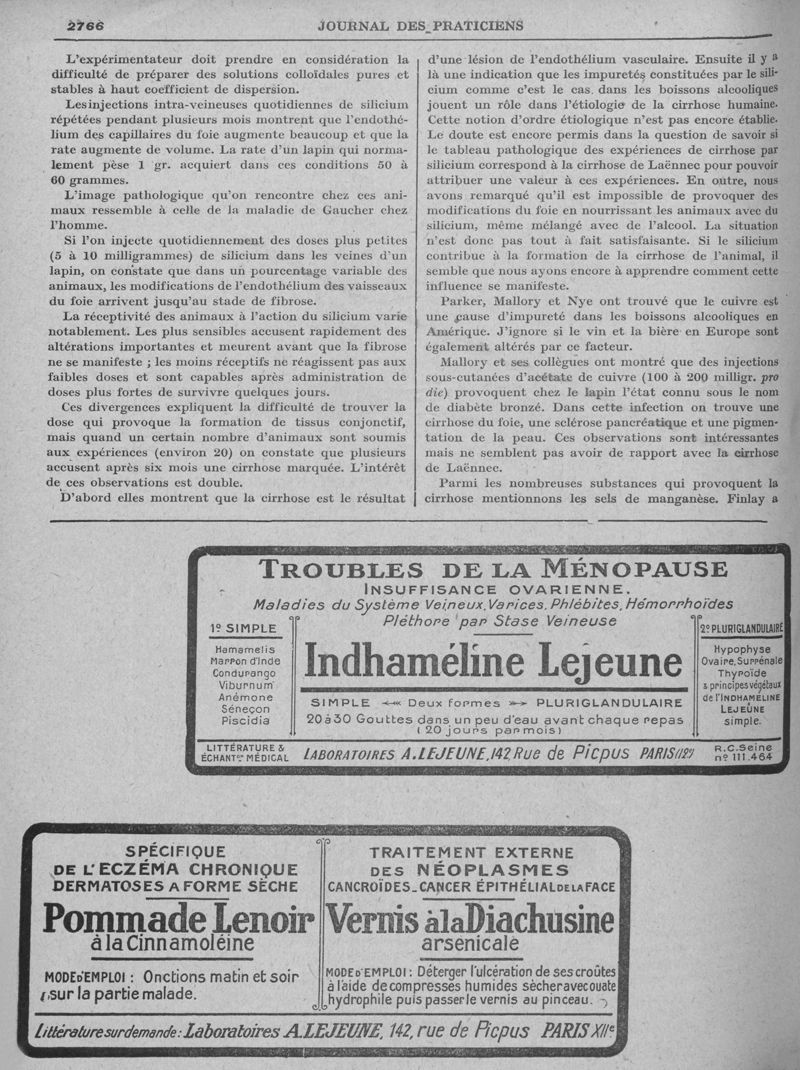 2766 JOURNAL DES PRATICIENS
L'expérimentateur doit prendre en considération la
difficulté de préparer des solutions colloïdales pures et
stables à haut coefficient de dispersion.
Les injections intra-veineuses quotidiennes de silicium
répétées pendant plusieurs mois montrent que l'endothé-
lium des capillaires du foie augmente beaucoup et que la
rate augmente de volume. La rate d'un lapin qui norma-
lement pèse 1 gr. acquiert dans ces conditions 50 à
60 grammes.
L'image pathologique qu'on rencontre chez ces ani-
maux ressemble à celle de la maladie de Gaucher chez
l'homme.
Si l'on injecte quotidiennement des doses plus petites
(5 à 10 milligrammes) de silicium dans les veines d'un
lapin, on constate que dans un pourcentage variable des
animaux, les modifications de l'endothélium des vaisseaux
du foie arrivent jusqu'au stade de fibrose.
La réceptivité des animaux à l'action du silicium varie
notablement. Les plus sensibles accusent rapidement des
altérations importantes et meurent avant que la fibrose
ne se manifeste ; les moins réceptifs ne réagissent pas aux
faibles doses et sont capables après administration de
doses plus fortes de survivre quelques jours.
Ces divergences expliquent la difficulté de trouver la
dose qui provoque la formation de tissus conjonctif,
mais quand un certain nombre d'animaux sont soumis
aux expériences (environ 20) on constate que plusieurs
accusent après six mois une cirrhose marquée. L'intérêt
de ces observations est double.
D'abord elles montrent que la cirrhose est le résultat
d'une lésion de l'endothélium vasculaire. Ensuite il y a
là une indication que les impuretés constituées par le sili-
cium comme c'est le cas dans les boissons alcooliques
jouent un rôle dans l'étiologie de la cirrhose humaine.
Cette notion d'ordre étiologique n'est pas encore établie.
Le doute est encore permis dans la question de savoir si
le tableau pathologique des expériences de cirrhose par
silicium correspond à la cirrhose de Laënnec pour pouvoir
attribuer une valeur à ces expériences. En outre, nous
avons remarqué qu'il est impossible de provoquer des
modifications du foie en nourrissant les animaux avec du
silicium, même mélangé avec de l'alcool. La situation
n'est donc pas tout à fait satisfaisante. Si le silicium
contribue à la formation de la cirrhose de l'animal, il
semble que nous ayons encore à apprendre comment cette
influence se manifeste.
Parker, Mallory et Nye ont trouvé que le cuivre est
une cause d'impureté dans les boissons alcooliques en
Amérique. J'ignore si le vin et la bière en Europe sont
également altérés par ce facteur.
Mallory et ses collègues ont montré que des injections
sous-cutanées d'acétate de cuivre (100 à 200 milligr. pro
die) provoquent chez le lapin l'état connu sous le nom
de diabète bronzé. Dans cette infection on trouve une
cirrhose du foie, une sclérose pancréatique et une pigmen-
tation de la peau. Ces observations sont intéressantes
mais ne semblent pas avoir de rapport avec la cirrhose
de Laënnec.
Parmi les nombreuses substances qui provoquent la
cirrhose mentionnons les sels de manganèse. Finlay a
TROUBLES DE LA MÉNOPAUSE
INSUFFISANCE OVARIENNE.
Maladies du Système Veineux, Varices, Phlébites, Hémorrhoïdes
Pléthore par Stase Veineuse
1º SIMPLE
Hamamelis
Marron d'Inde
Condurango
Viburnum
Anémone
Séneçon
Piscidia
Indhaméline Lejeune
SIMPLE Deux formes PLURIGLANDULAIRE
20 à 30 Gouttes dans un peu d'eau avant chaque repas
(20 jours par mois)
2º PLURIGLANDULAIRE
Hypophyse
Ovaire, Surrénale
Thyroïde
& principes végétaux
de l'INDHAMÉLINE
LEJEUNE
simple.
LITTÉRATURE &
ÉCHANTons MÉDICAL
LABORATOIRES A. LEJEUNE, 142, Rue de Picpus PARIS (12e)
R.C. Seine
nº 111.464
SPÉCIFIQUE
DE L'ECZÉMA CHRONIQUE
DERMATOSES A FORME SÈCHE
Pommade Lenoir
à la Cinnamoléine
MODE D'EMPLOI : Onctions matin et soir
sur la partie malade.
TRAITEMENT EXTERNE
DES NÉOPLASMES
CANCROÏDES_CANCER ÉPITHÉLIAL DE LA FACE
Vernis à la Diachusine
arsenicale
MODE D'EMPLOI : Déterger l'ulcération de ses croûtes
à l'aide de compresses humides sécher avec ouate
hydrophile puis passer le vernis au pinceau.
Littérature sur demande : Laboratoires A. LEJEUNE, 142, rue de Picpus PARIS XIIe